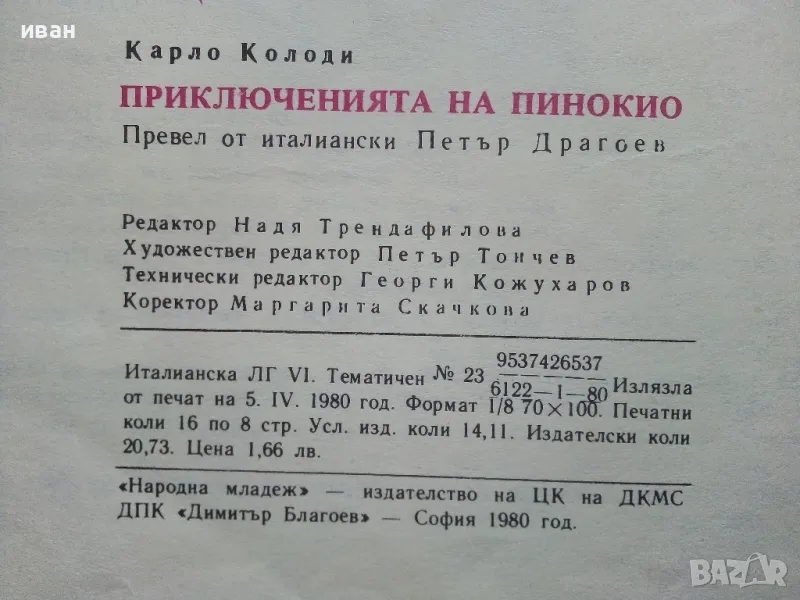 иван
Карло Колоди
ПРИКЛЮЧЕНИЯТА НА ПИНОКИО
Превел от италиански Петър Драгоев
Редактор Надя Трендафилова
Художествен редактор Петър Тончев
Технически редактор Георги Кожухаров
Коректор Маргарита Скачкова
9537426537
Италианска ЛГ VI. Тематичен № 23 6122—1—80 Излязла
от печат на 5. IV. 1980 год. Формат 1/8 70×100. Печатни
коли 16 по 8 стр. Усл. изд. коли 14,11. Издателски коли
20,73. Цена 1,66 лв.
«Народна младеж» — издателство на ЦК на ДКМС
ДПК «Димитър Благоев» — София 1980 год.
BAZAR